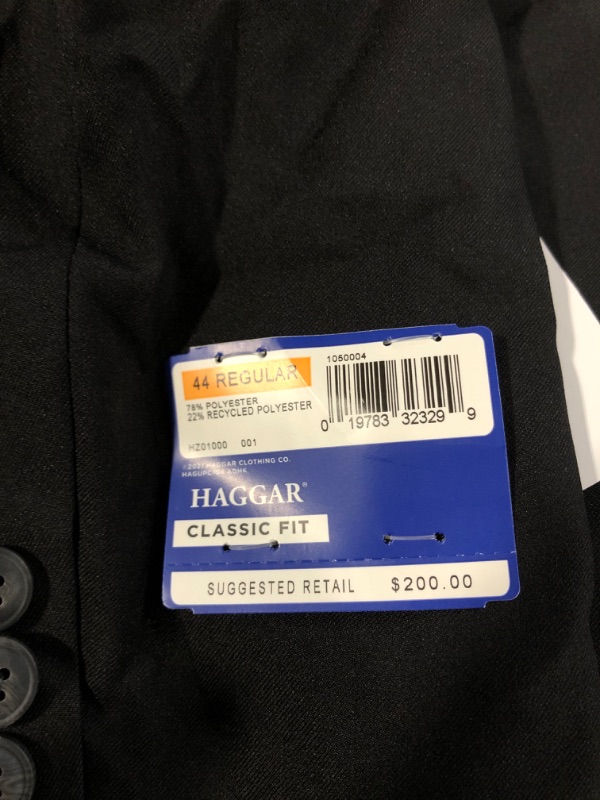 44 REGULAR
78% POLYESTER
22% RECYCLED POLYESTER
HZ01000 001
1050004
0 19783 32329 9
©2021 HAGGAR CLOTHING CO.
HAGGAR®
CLASSIC FIT
SUGGESTED RETAIL $200.00